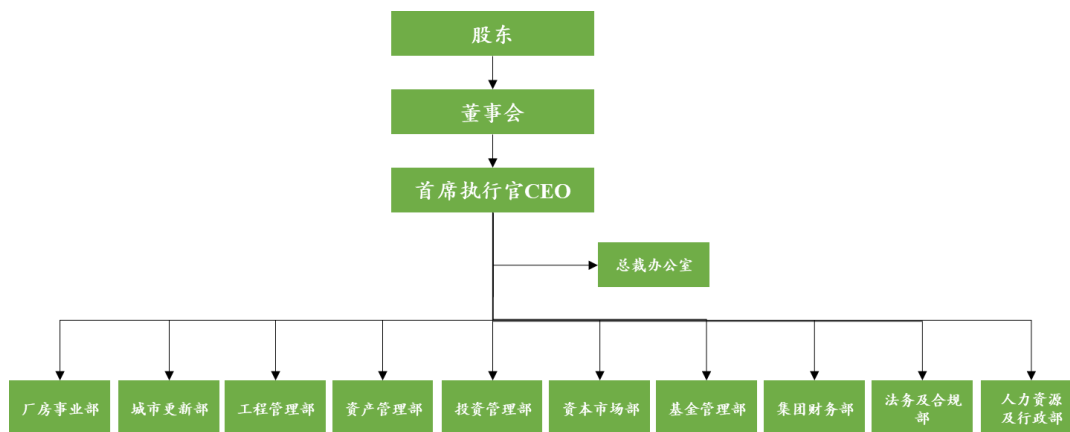 股东
董事会
首席执行官CEO
总裁办公室
厂房事业部
城市更新部
工程管理部
资产管理部
投资管理部
资本市场部
基金管理部
集团财务部
法务及合规
部
人力资源
及行政部